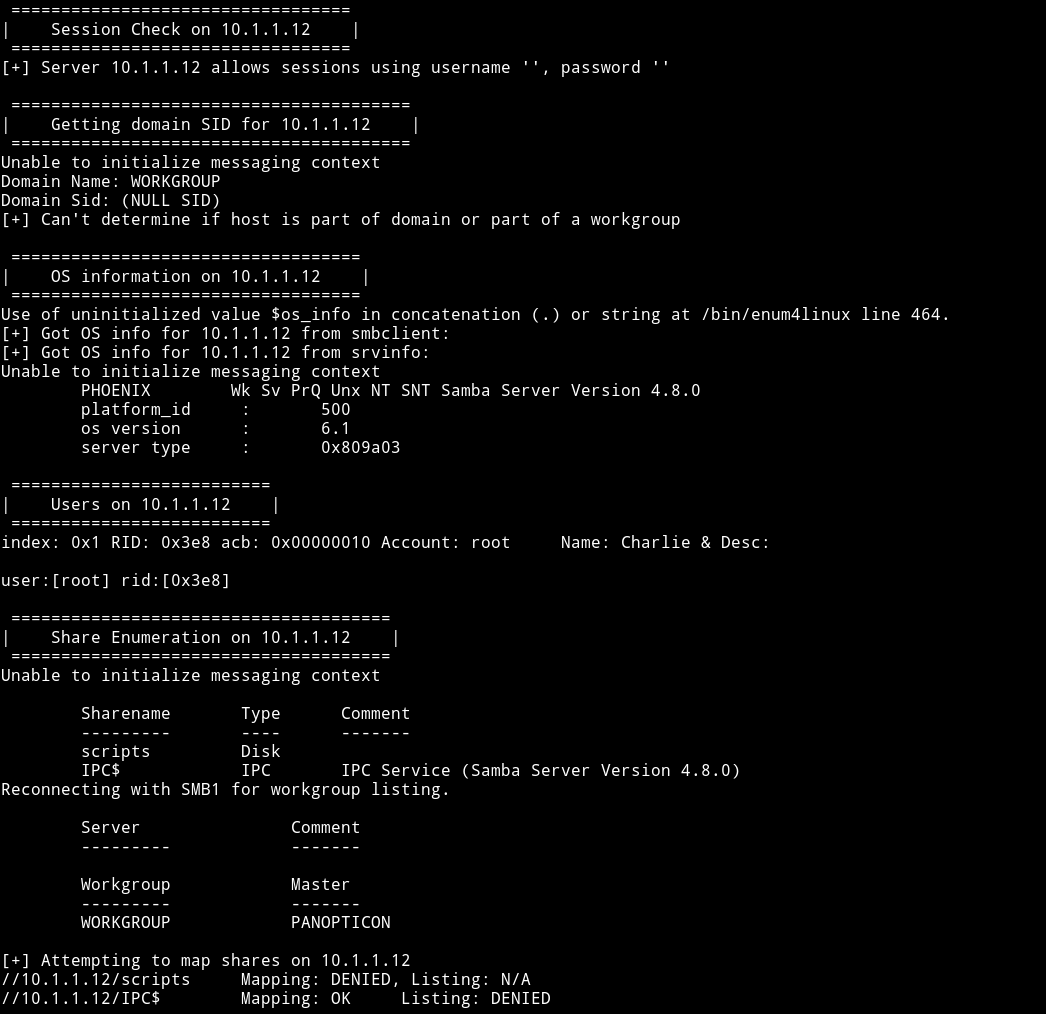 ==================================
|    Session Check on 10.1.1.12    |
 ==================================
[+] Server 10.1.1.12 allows sessions using username '', password ''

 ========================================
|    Getting domain SID for 10.1.1.12    |
 ========================================
Unable to initialize messaging context
Domain Name: WORKGROUP
Domain Sid: (NULL SID)
[+] Can't determine if host is part of domain or part of a workgroup

 ===================================
|    OS information on 10.1.1.12    |
 ===================================
Use of uninitialized value $os_info in concatenation (.) or string at /bin/enum4linux line 464.
[+] Got OS info for 10.1.1.12 from smbclient:
[+] Got OS info for 10.1.1.12 from srvinfo:
Unable to initialize messaging context
        PHOENIX        Wk Sv PrQ Unx NT SNT Samba Server Version 4.8.0
        platform_id     :       500
        os version      :       6.1
        server type     :       0x809a03

 ==========================
|    Users on 10.1.1.12    |
 ==========================
index: 0x1 RID: 0x3e8 acb: 0x00000010 Account: root     Name: Charlie & Desc:

user:[root] rid:[0x3e8]

 ======================================
|    Share Enumeration on 10.1.1.12    |
 ======================================
Unable to initialize messaging context

        Sharename       Type      Comment
        ---------       ----      -------
        scripts         Disk
        IPC$            IPC       IPC Service (Samba Server Version 4.8.0)
Reconnecting with SMB1 for workgroup listing.

        Server               Comment
        ---------            -------

        Workgroup            Master
        ---------            -------
        WORKGROUP            PANOPTICON

[+] Attempting to map shares on 10.1.1.12
//10.1.1.12/scripts     Mapping: DENIED, Listing: N/A
//10.1.1.12/IPC$        Mapping: OK     Listing: DENIED